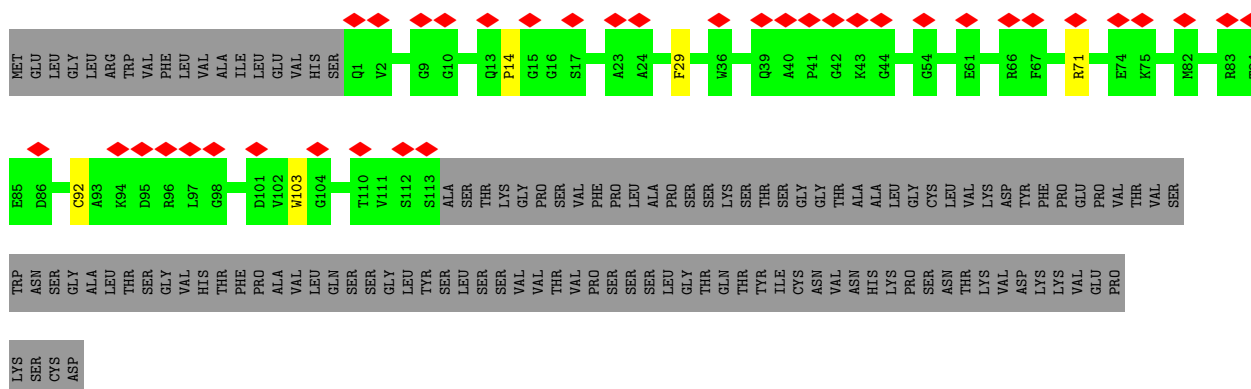 MET GLU LEU GLY LEU ARG TRP VAL PHE LEU VAL ALA ILE LEU GLU VAL HIS SER Q1 V2 G9 G10 Q13 P14 G15 G16 S17 A23 A24 F29 W36 Q39 A40 P41 G42 K43 G44 G54 E61 R66 F67 R71 E74 K75 M82 R83
E85 D86 C92 A93 K94 D95 R96 L97 G98 D101 V102 W103 G104 T110 V111 S112 S113 ALA SER THR LYS GLY PRO SER VAL PHE PRO LEU ALA PRO SER SER LYS SER THR SER GLY GLY THR ALA ALA LEU GLY CYS LEU VAL LYS ASP TYR PHE PRO GLU PRO VAL THR VAL SER
TRP ASN SER GLY ALA LEU THR SER GLY VAL HIS THR PHE PRO ALA VAL LEU GLN SER SER GLY LEU TYR SER LEU SER SER VAL VAL THR VAL PRO SER SER SER LEU GLY THR GLN THR TYR ILE CYS ASN VAL ASN HIS LYS PRO SER ASN THR LYS VAL ASP LYS LYS VAL GLU PRO
LYS SER CYS ASP